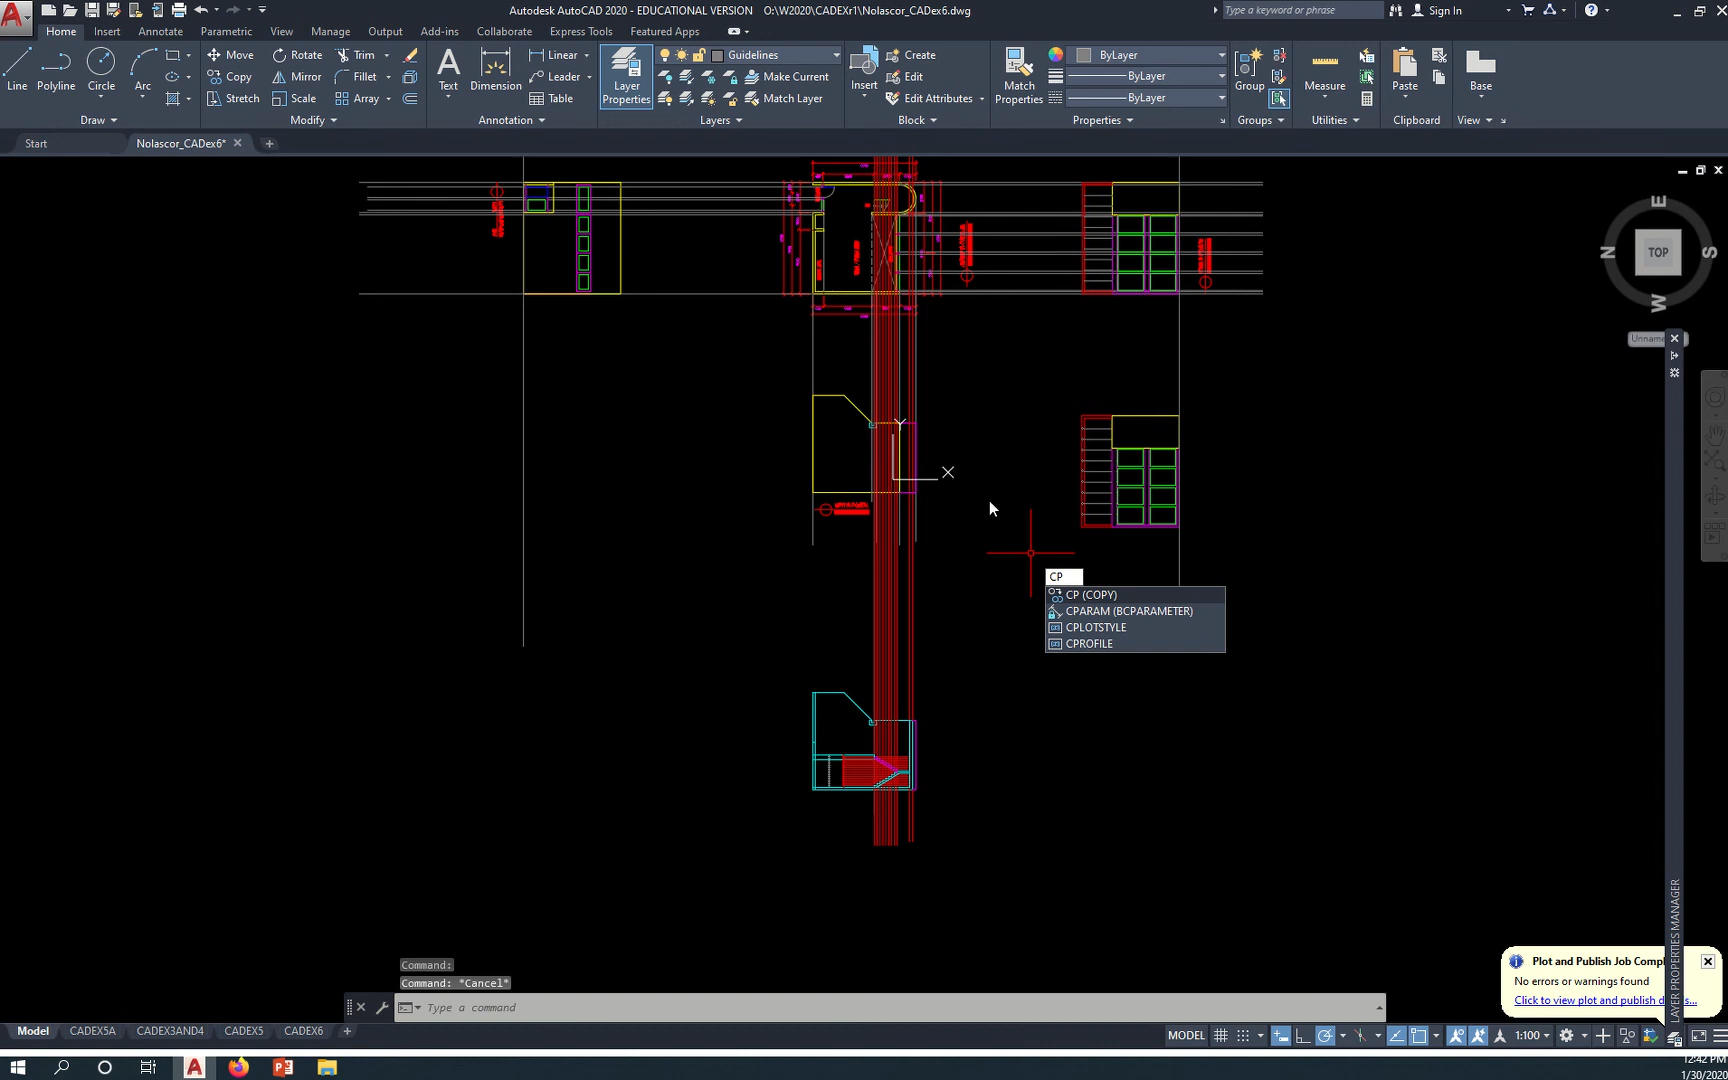 Autodesk AutoCAD 2020 - EDUCATIONAL VERSION O:\W2020\CADEXr1\Nolascor_CADex6.dwg
Type a keyword or phrase
Sign In
Home Insert Annotate Parametric View Manage Output Add-ins Collaborate Express Tools Featured Apps
Line Polyline Circle Arc
Move Rotate Trim
Copy Mirror Fillet
Stretch Scale Array
Text Dimension
Linear
Leader
Table
Layer Properties
Guidelines
Make Current
Match Layer
Insert
Create
Edit
Edit Attributes
Match Properties
ByLayer
ByLayer
ByLayer
Group
Measure
Paste
Base
Draw Modify Annotation Layers Block Properties Groups Utilities Clipboard View
Start Nolascor_CADex6*
E
N TOP S
W
Unname
X
Y
CP
CP (COPY)
CPARAM (BCPARAMETER)
CPLOTSTYLE
CPROFILE
LAYER PROPERTIES MANAGER
Plot and Publish Job Compl
No errors or warnings found
Click to view plot and publish d
s...
Command:
Command: *Cancel*
Type a command
Model CADEX5A CADEX3AND4 CADEX5 CADEX6
MODEL 1:100
12:42 PM
1/30/2020